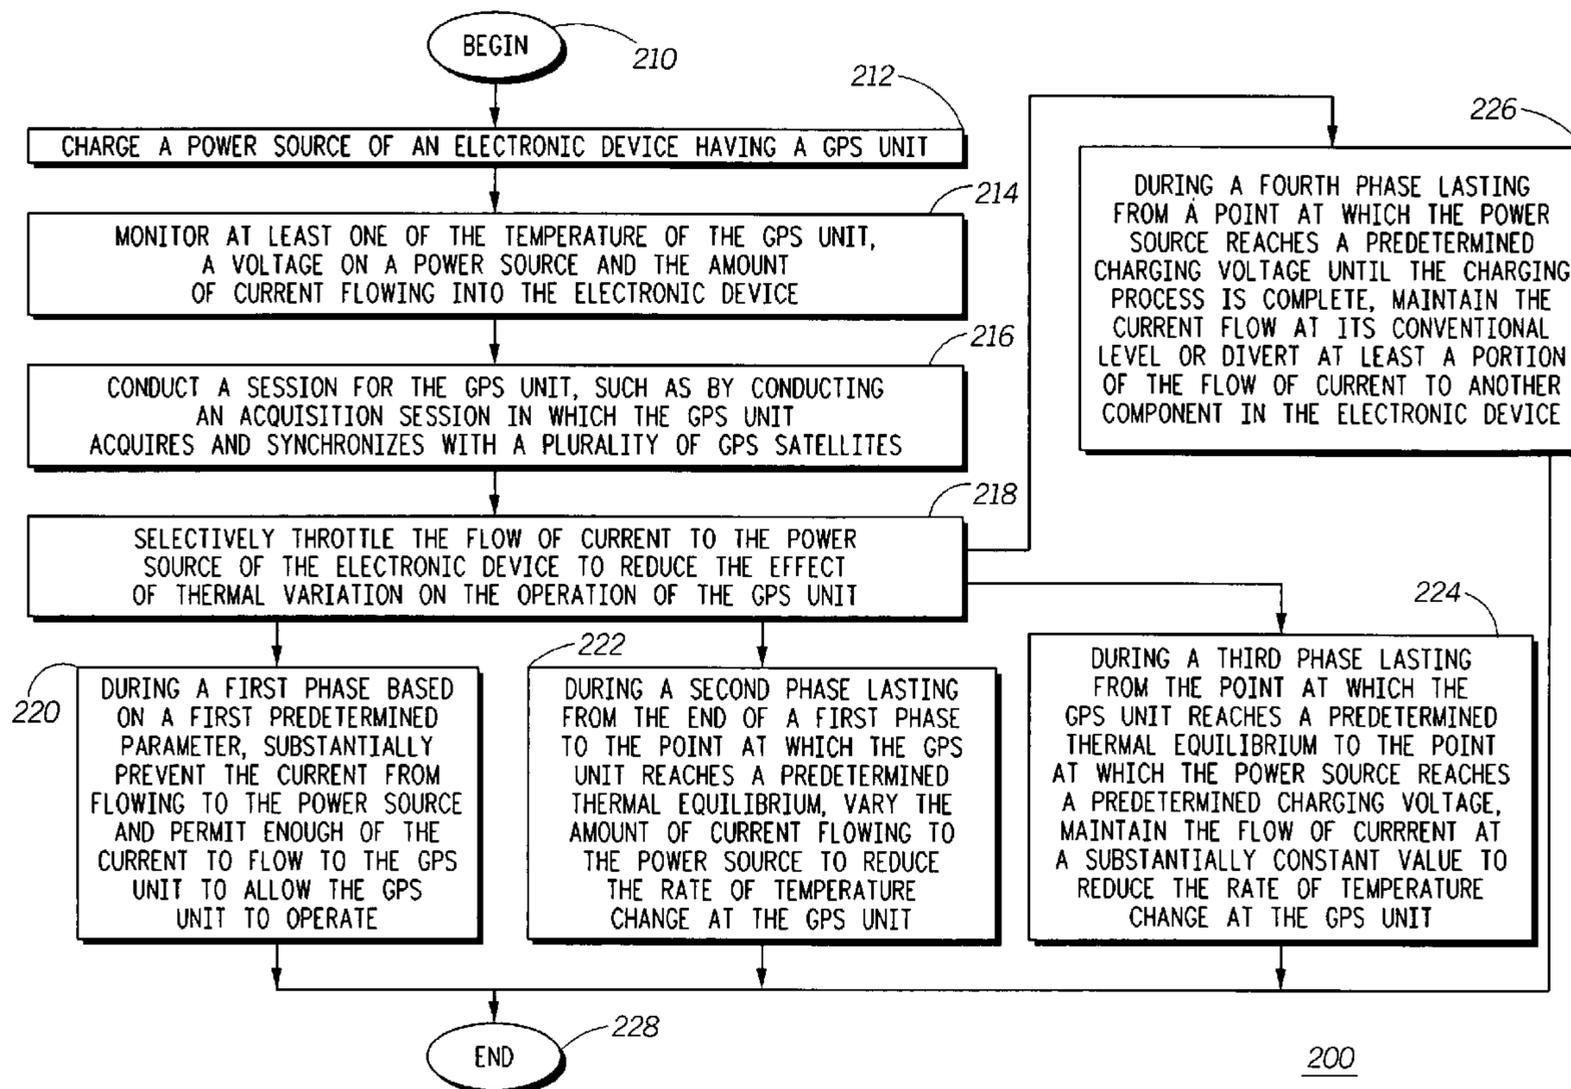 BEGIN
210
212
CHARGE A POWER SOURCE OF AN ELECTRONIC DEVICE HAVING A GPS UNIT
214
MONITOR AT LEAST ONE OF THE TEMPERATURE OF THE GPS UNIT,
A VOLTAGE ON A POWER SOURCE AND THE AMOUNT
OF CURRENT FLOWING INTO THE ELECTRONIC DEVICE
216
CONDUCT A SESSION FOR THE GPS UNIT, SUCH AS BY CONDUCTING
AN ACQUISITION SESSION IN WHICH THE GPS UNIT
ACQUIRES AND SYNCHRONIZES WITH A PLURALITY OF GPS SATELLITES
218
SELECTIVELY THROTTLE THE FLOW OF CURRENT TO THE POWER
SOURCE OF THE ELECTRONIC DEVICE TO REDUCE THE EFFECT
OF THERMAL VARIATION ON THE OPERATION OF THE GPS UNIT
220
DURING A FIRST PHASE BASED
ON A FIRST PREDETERMINED
PARAMETER, SUBSTANTIALLY
PREVENT THE CURRENT FROM
FLOWING TO THE POWER SOURCE
AND PERMIT ENOUGH OF THE
CURRENT TO FLOW TO THE GPS
UNIT TO ALLOW THE GPS
UNIT TO OPERATE
222
DURING A SECOND PHASE LASTING
FROM THE END OF A FIRST PHASE
TO THE POINT AT WHICH THE GPS
UNIT REACHES A PREDETERMINED
THERMAL EQUILIBRIUM, VARY THE
AMOUNT OF CURRENT FLOWING TO
THE POWER SOURCE TO REDUCE
THE RATE OF TEMPERATURE
CHANGE AT THE GPS UNIT
224
DURING A THIRD PHASE LASTING
FROM THE POINT AT WHICH THE
GPS UNIT REACHES A PREDETERMINED
THERMAL EQUILIBRIUM TO THE POINT
AT WHICH THE POWER SOURCE REACHES
A PREDETERMINED CHARGING VOLTAGE,
MAINTAIN THE FLOW OF CURRRENT AT
A SUBSTANTIALLY CONSTANT VALUE TO
REDUCE THE RATE OF TEMPERATURE
CHANGE AT THE GPS UNIT
226
DURING A FOURTH PHASE LASTING
FROM A POINT AT WHICH THE POWER
SOURCE REACHES A PREDETERMINED
CHARGING VOLTAGE UNTIL THE CHARGING
PROCESS IS COMPLETE, MAINTAIN THE
CURRENT FLOW AT ITS CONVENTIONAL
LEVEL OR DIVERT AT LEAST A PORTION
OF THE FLOW OF CURRENT TO ANOTHER
COMPONENT IN THE ELECTRONIC DEVICE
END
228
200